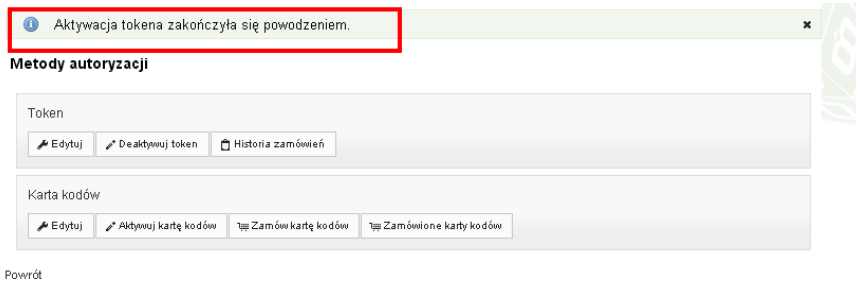 Aktywacja tokena zakończyła się powodzeniem.
Metody autoryzacji
Token
Edytuj Deaktywuj token Historia zamówień
Karta kodów
Edytuj Aktywuj kartę kodów Zamów kartę kodów Zamówione karty kodów
Powrót